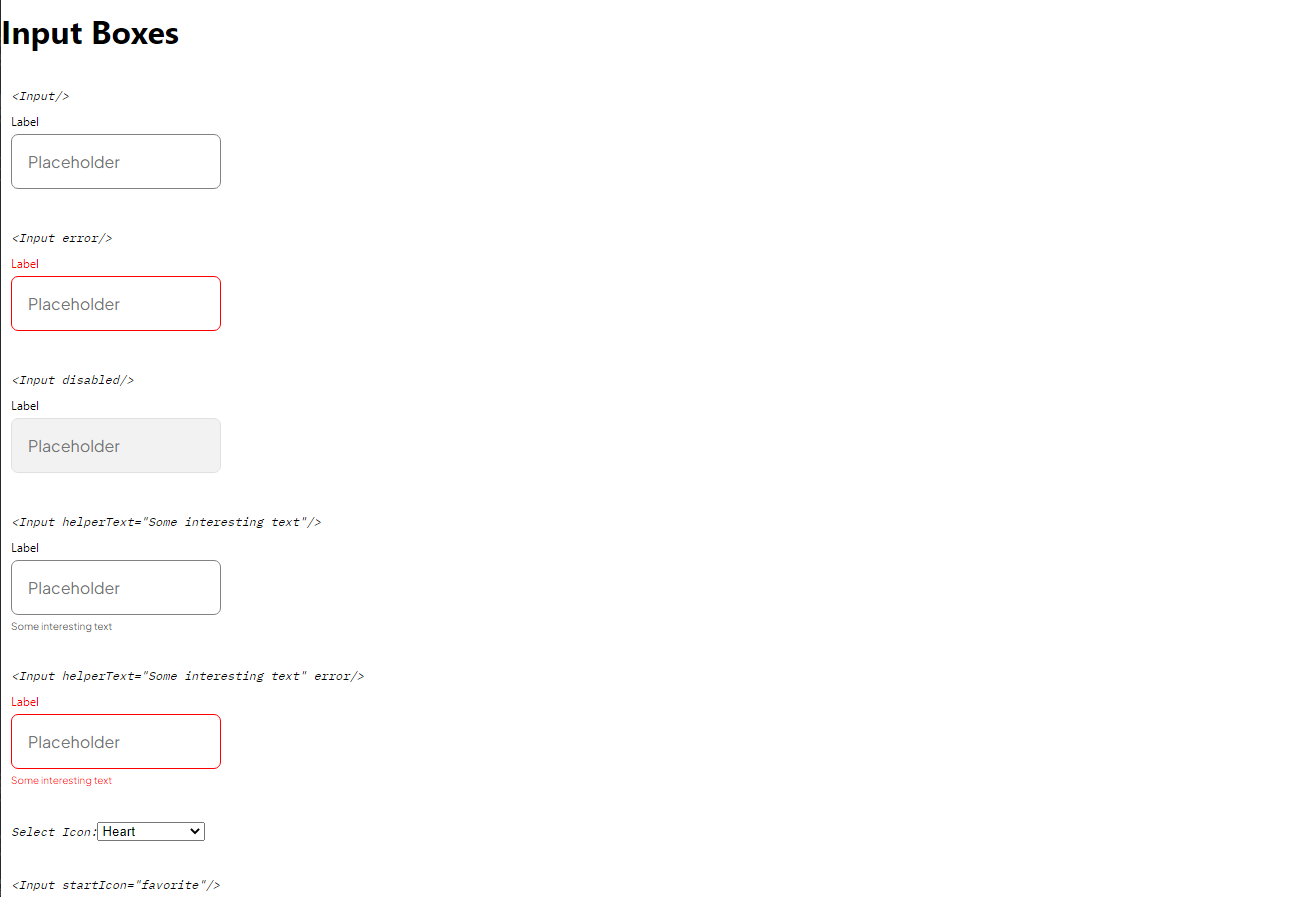 Input Boxes
<Input/>
Label
Placeholder
<Input error/>
Label
Placeholder
<Input disabled/>
Label
Placeholder
<Input helperText="Some interesting text"/>
Label
Placeholder
Some interesting text
<Input helperText="Some interesting text" error/>
Label
Placeholder
Some interesting text
Select Icon: Heart
<Input startIcon="favorite"/>